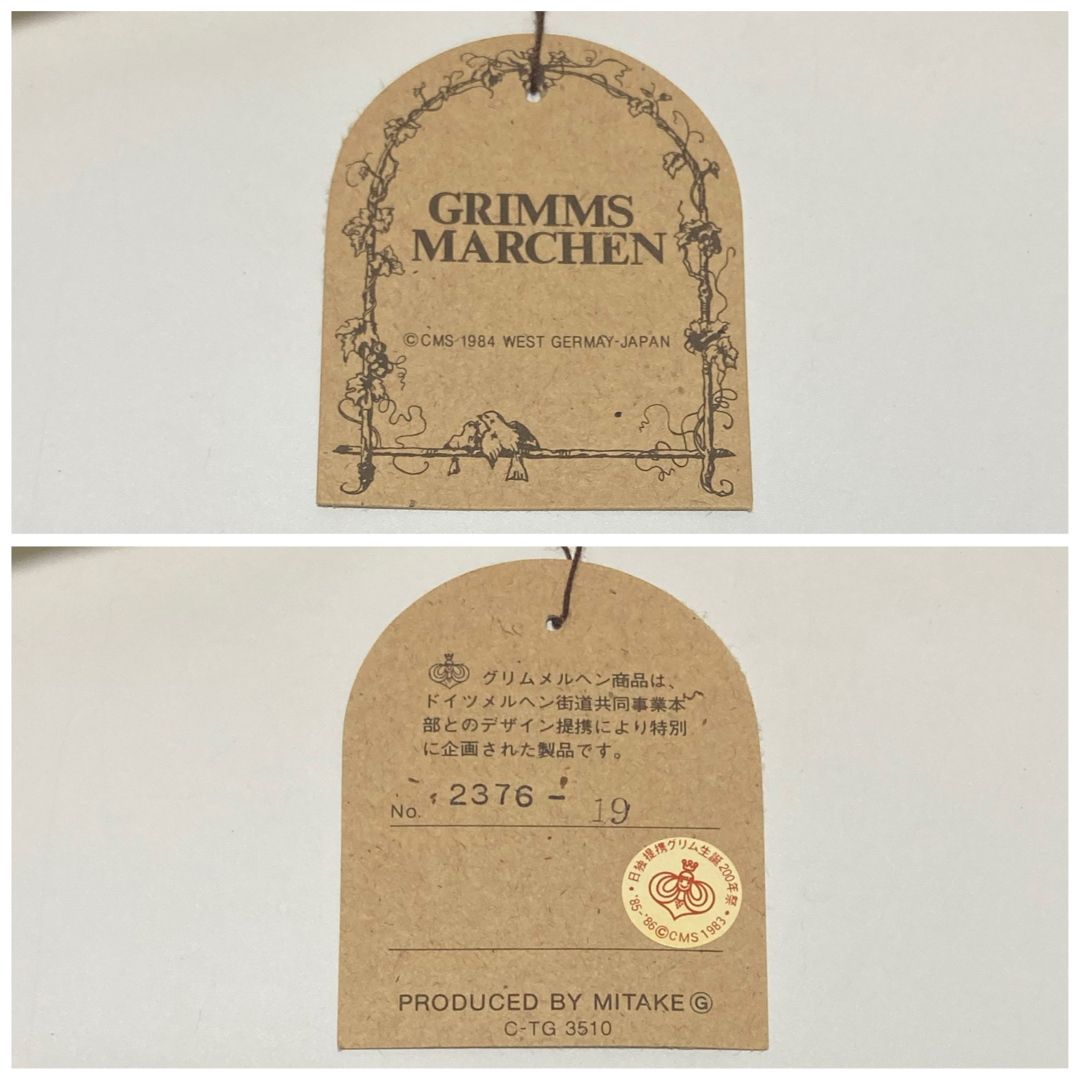 GRIMMS
MARCHEN
©CMS 1984 WEST GERMAY-JAPAN
グリムメルヘン商品は、
ドイツメルヘン街道共同事業本
部とのデザイン提携により特別
に企画された製品です。
No. 2376-19
・日独提携グリム生誕200年祭・
'85-'86©CMS 1983
PRODUCED BY MITAKE Ⓖ
C-TG 3510